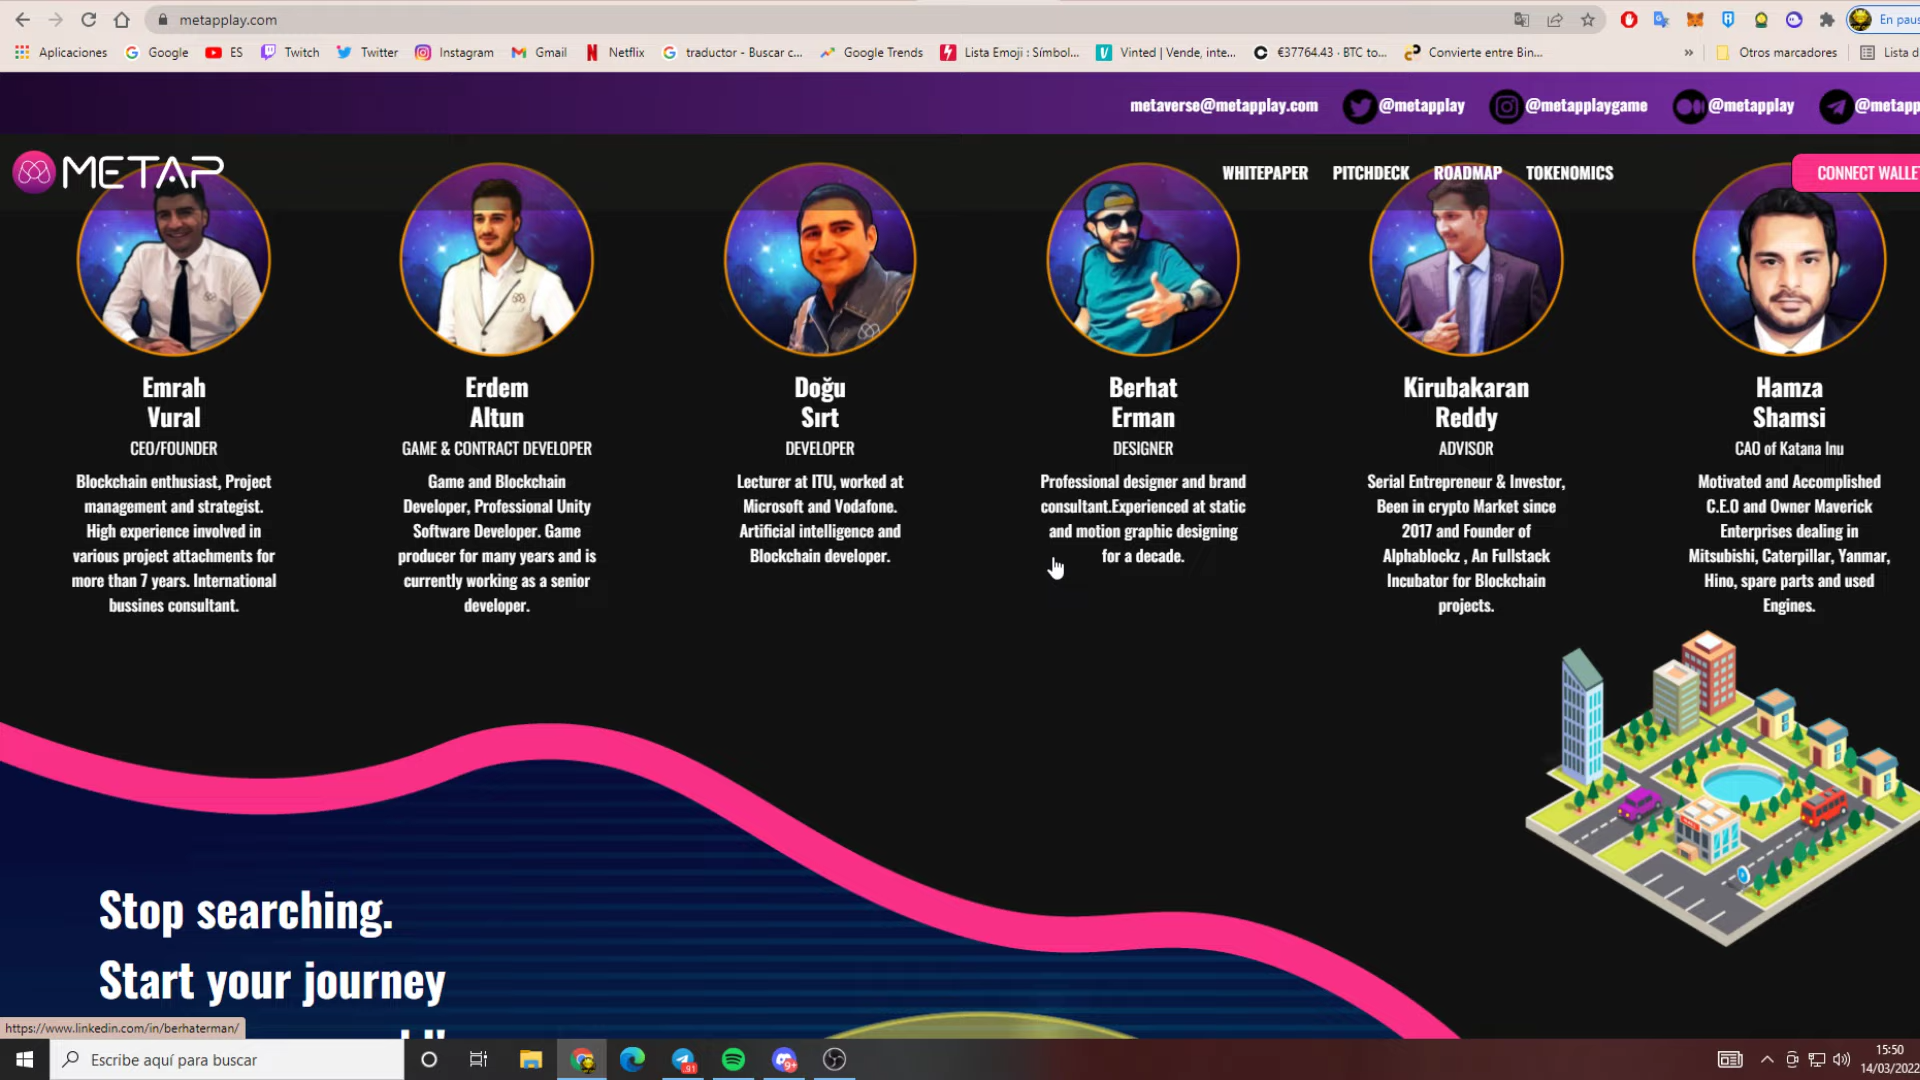 metapplay.com
En paus
Aplicaciones
Google
ES
Twitch
Twitter
Instagram
Gmail
Netflix
traductor - Buscar c...
Google Trends
Lista Emoji : Símbol...
Vinted | Vende, inte...
€37764.43 · BTC to...
Convierte entre Bin...
»
Otros marcadores
Lista d
metaverse@metapplay.com
@metapplay
@metapplaygame
@metapplay
@metapp
METAP
WHITEPAPER
PITCHDECK
ROADMAP
TOKENOMICS
CONNECT WALLET
Emrah
Vural
CEO/FOUNDER
Blockchain enthusiast, Project
management and strategist.
High experience involved in
various project attachments for
more than 7 years. International
bussines consultant.
Erdem
Altun
GAME & CONTRACT DEVELOPER
Game and Blockchain
Developer, Professional Unity
Software Developer. Game
producer for many years and is
currently working as a senior
developer.
Doğu
Sırt
DEVELOPER
Lecturer at ITU, worked at
Microsoft and Vodafone.
Artificial intelligence and
Blockchain developer.
Berhat
Erman
DESIGNER
Professional designer and brand
consultant.Experienced at static
and motion graphic designing
for a decade.
Kirubakaran
Reddy
ADVISOR
Serial Entrepreneur & Investor,
Been in crypto Market since
2017 and Founder of
Alphablockz , An Fullstack
Incubator for Blockchain
projects.
Hamza
Shamsi
CAO of Katana Inu
Motivated and Accomplished
C.E.O and Owner Maverick
Enterprises dealing in
Mitsubishi, Caterpillar, Yanmar,
Hino, spare parts and used
Engines.
Stop searching.
Start your journey
https://www.linkedin.com/in/berhaterman/
Escribe aquí para buscar
91
9+
15:50
14/03/2022